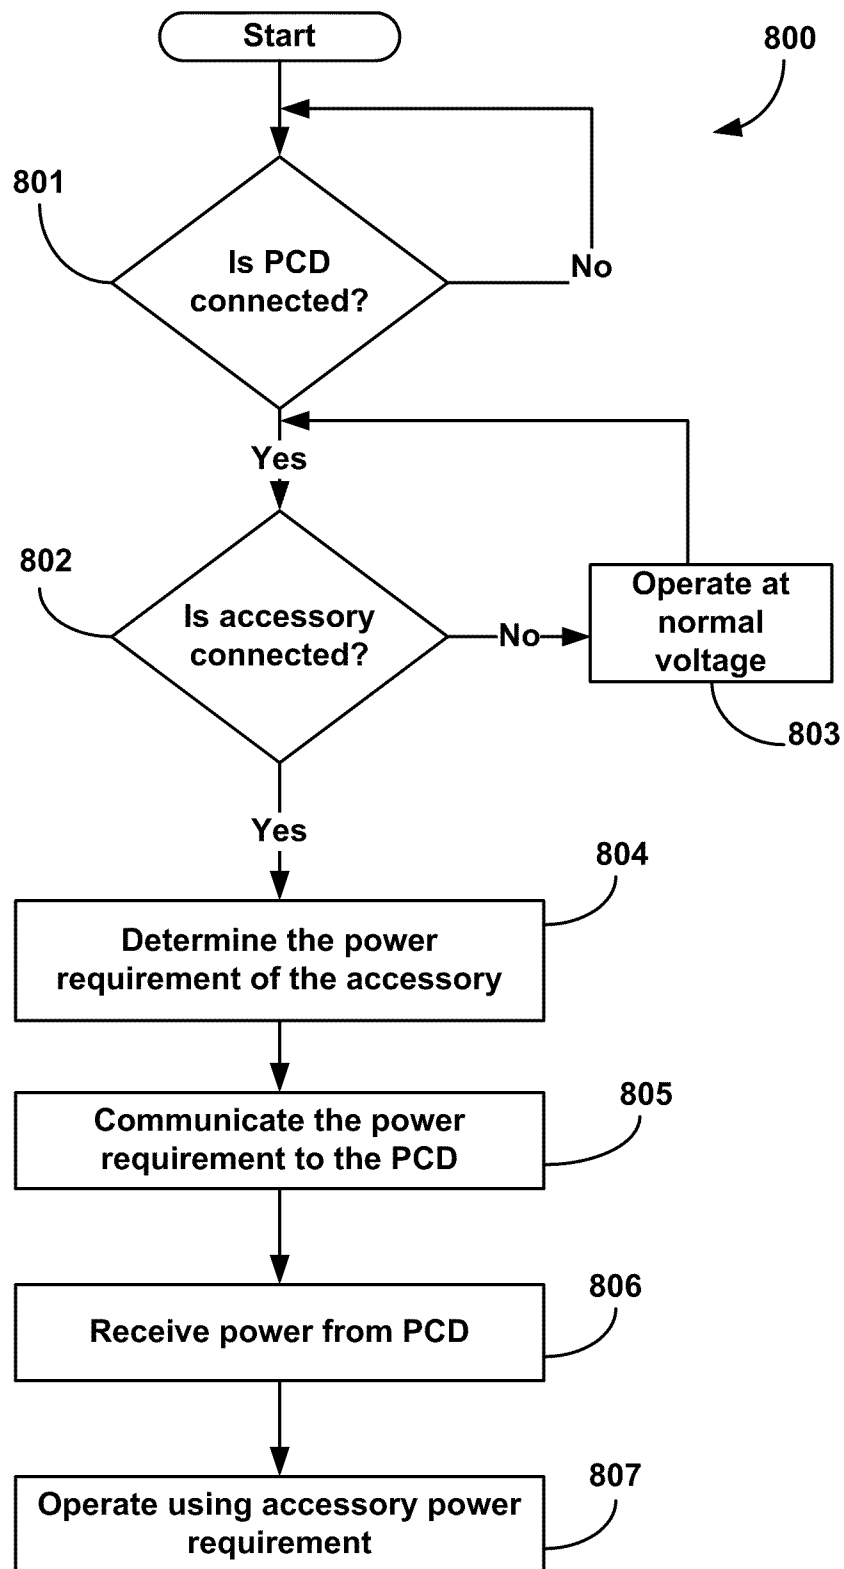 Start
800
801
Is PCD
connected?
No
Yes
802
Is accessory
connected?
No
Operate at
normal
voltage
803
Yes
804
Determine the power
requirement of the accessory
805
Communicate the power
requirement to the PCD
806
Receive power from PCD
807
Operate using accessory power
requirement